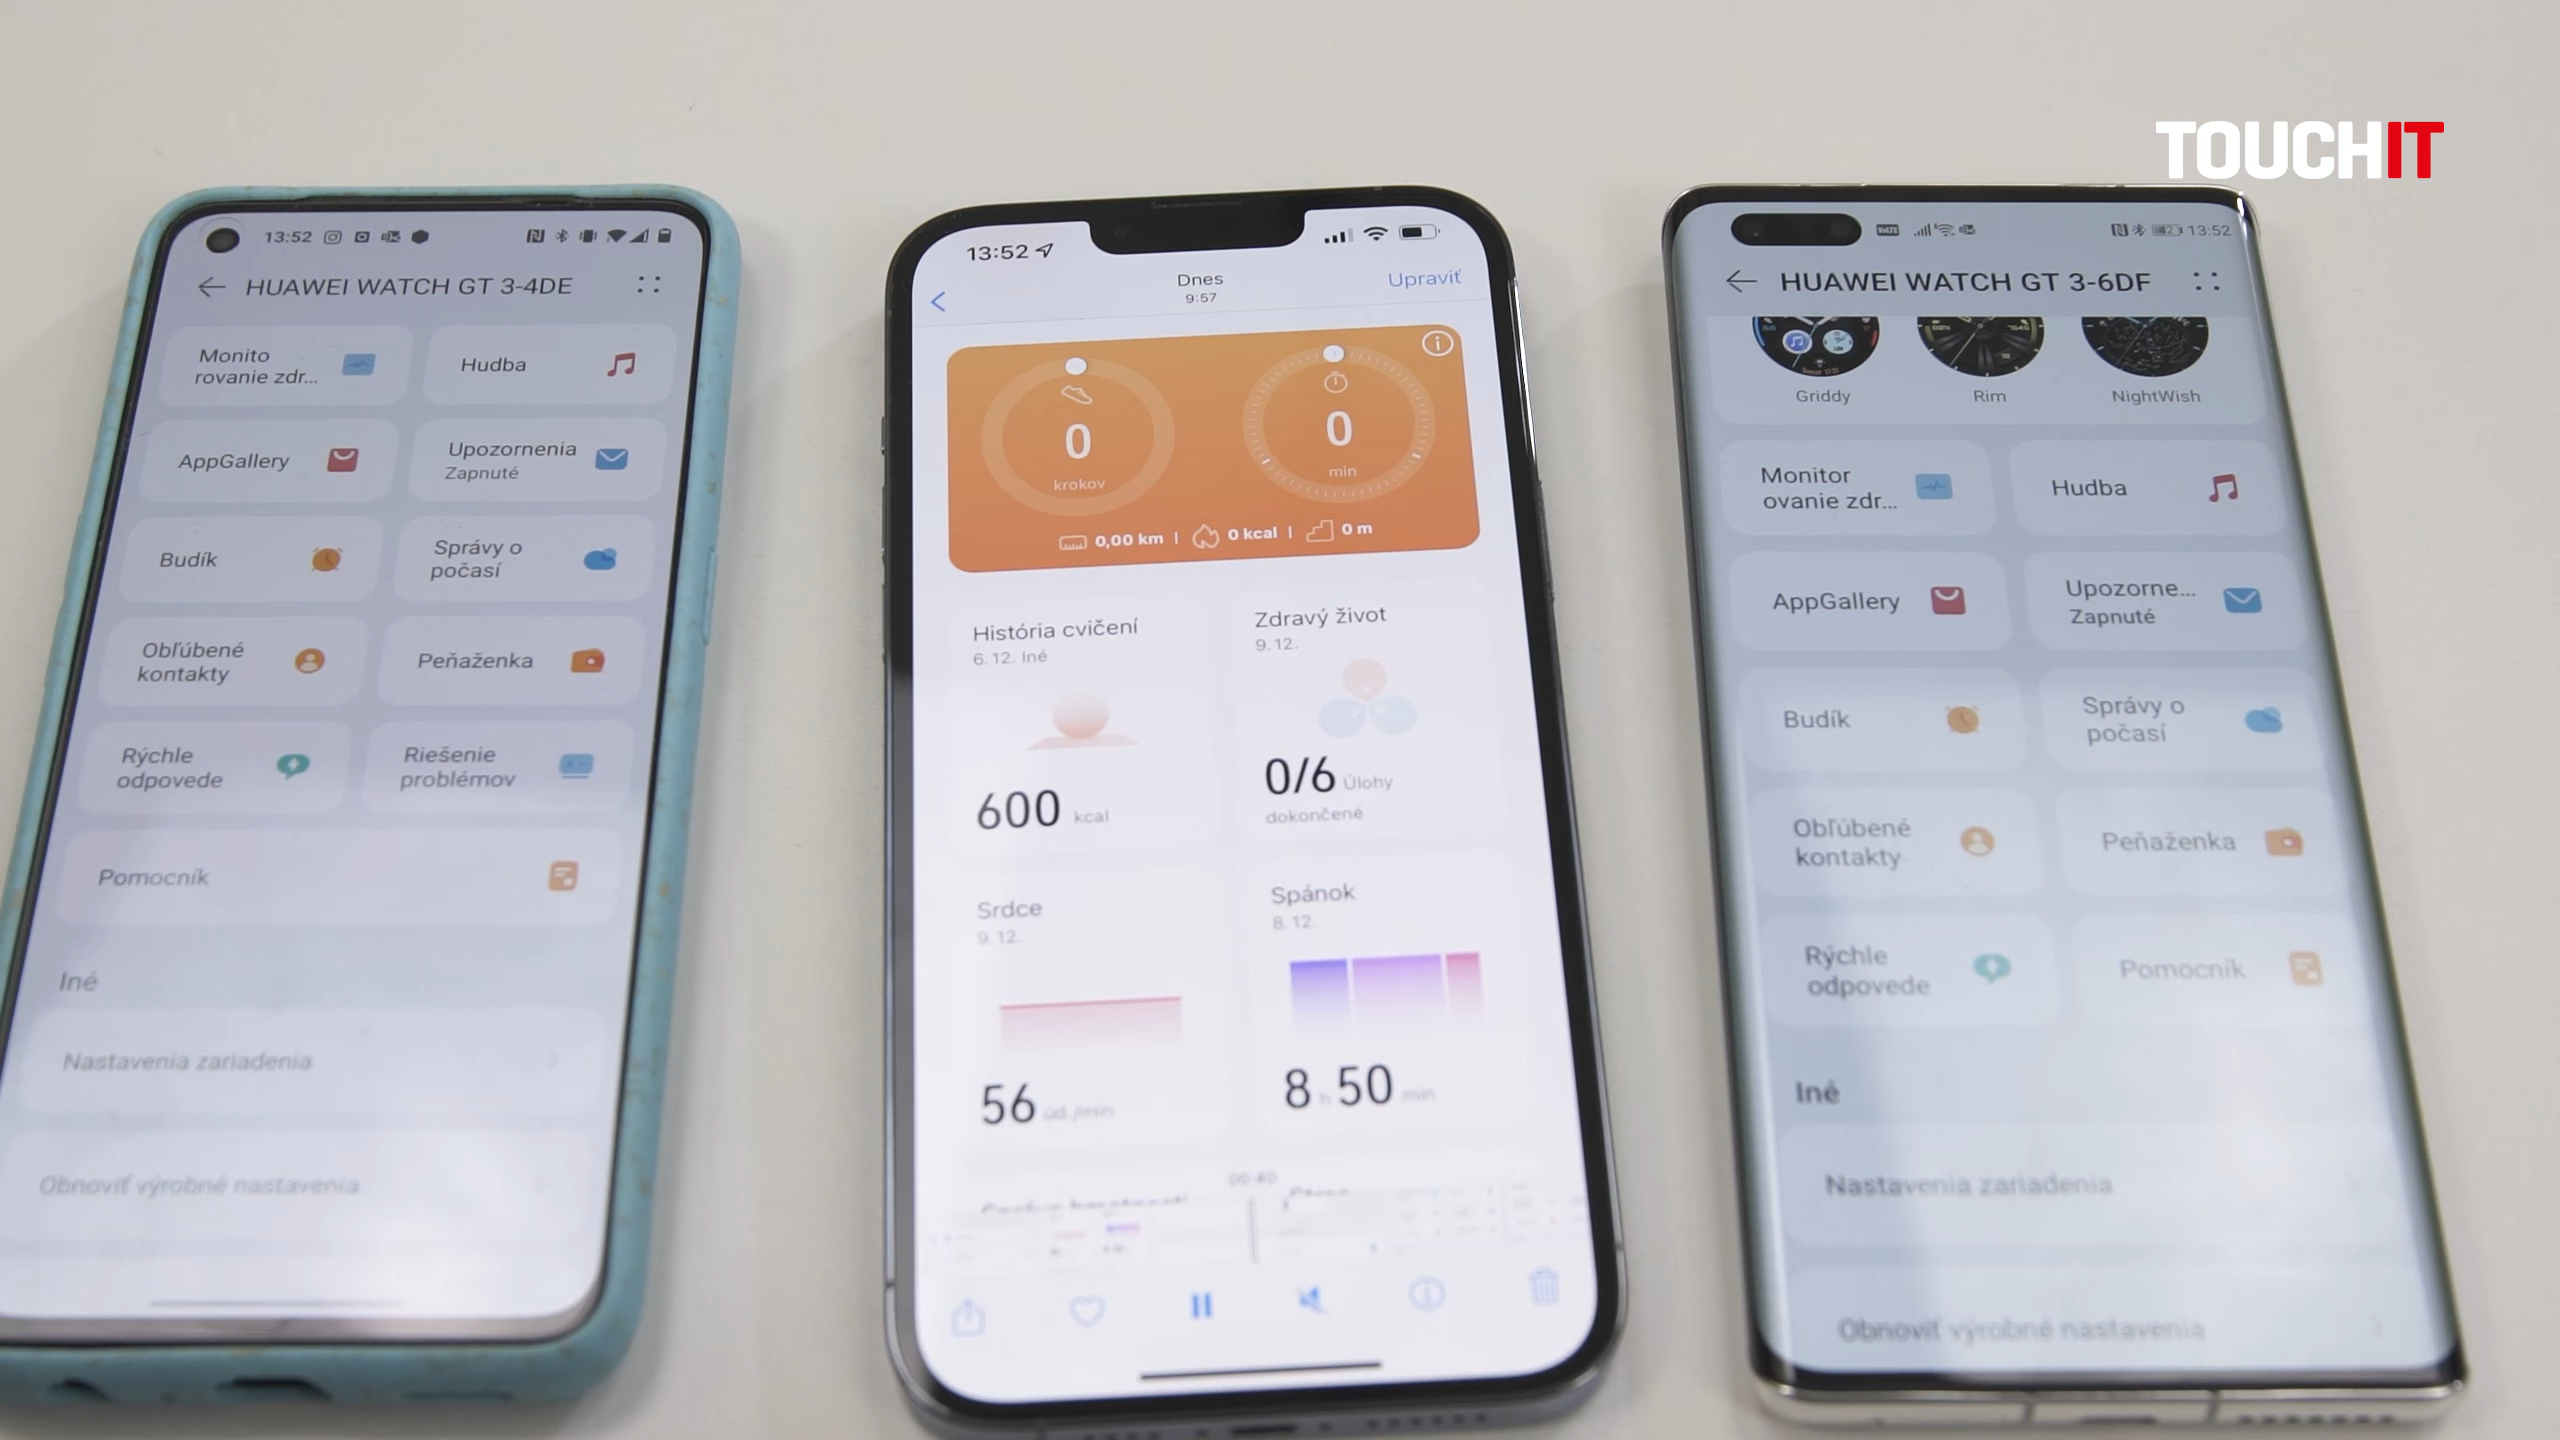 TOUCHIT
13:52
HUAWEI WATCH GT 3-4DE
Monito
rovanie zdr...
Hudba
AppGallery
Upozornenia
Zapnuté
Budík
Správy o
počasí
Obľúbené
kontakty
Peňaženka
Rýchle
odpovede
Riešenie
problémov
Pomocník
Iné
Nastavenia zariadenia
Obnoviť výrobné nastavenia
13:52
Dnes
9:57
Upraviť
0
krokov
0
min
0,00 km | 0 kcal | 0 m
História cvičení
6.12. Iné
600 kcal
Zdravý život
9.12.
0/6 Úlohy
dokončené
Srdce
9.12.
56 úd./min
Spánok
8.12.
8 h 50 min
00:40
13:52
HUAWEI WATCH GT 3-6DF
Griddy
Rim
NightWish
Monitor
ovanie zdr...
Hudba
AppGallery
Upozorne...
Zapnuté
Budík
Správy o
počasí
Obľúbené
kontakty
Peňaženka
Rýchle
odpovede
Pomocník
Iné
Nastavenia zariadenia
Obnoviť výrobné nastavenia